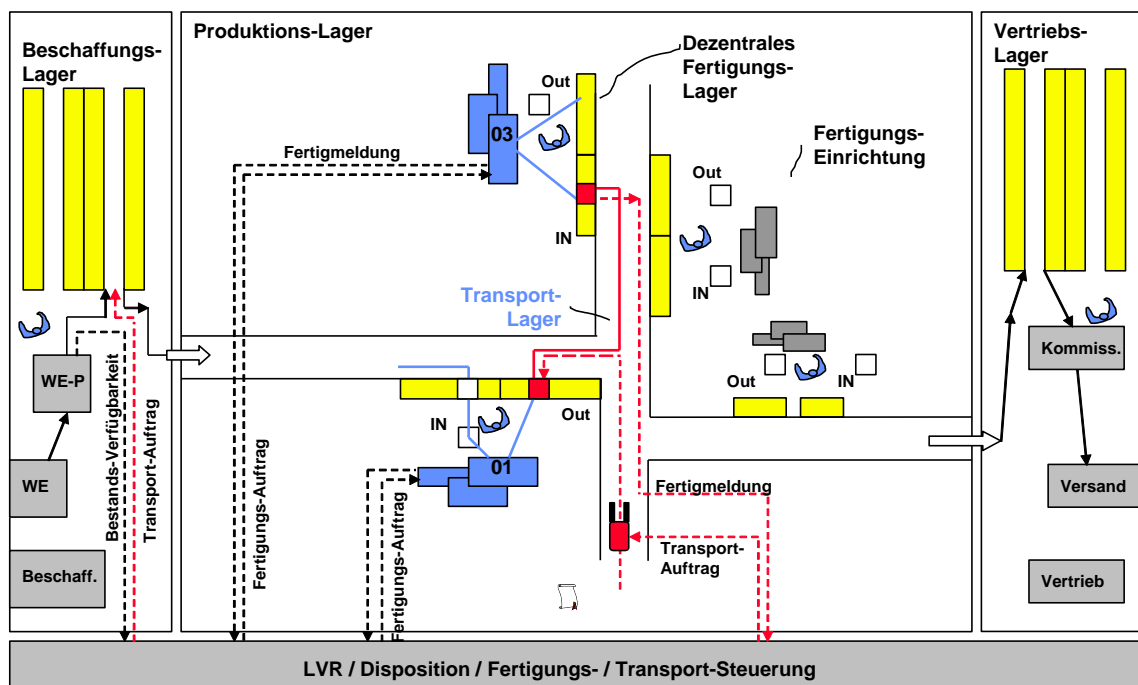 Beschaffungs-
Lager
WE-P
WE
Beschaff.
Bestands-Verfügbarkeit
Transport-Auftrag
Produktions-Lager
03
Out
IN
Dezentrales
Fertigungs-
Lager
Fertigungs-
Einrichtung
Out
IN
Out
IN
Fertigmeldung
Transport-
Lager
IN
Out
01
Fertigungs-Auftrag
Fertigungs-Auftrag
Fertigmeldung
Transport-
Auftrag
Vertriebs-
Lager
Kommiss.
Versand
Vertrieb
LVR / Disposition / Fertigungs- / Transport-Steuerung